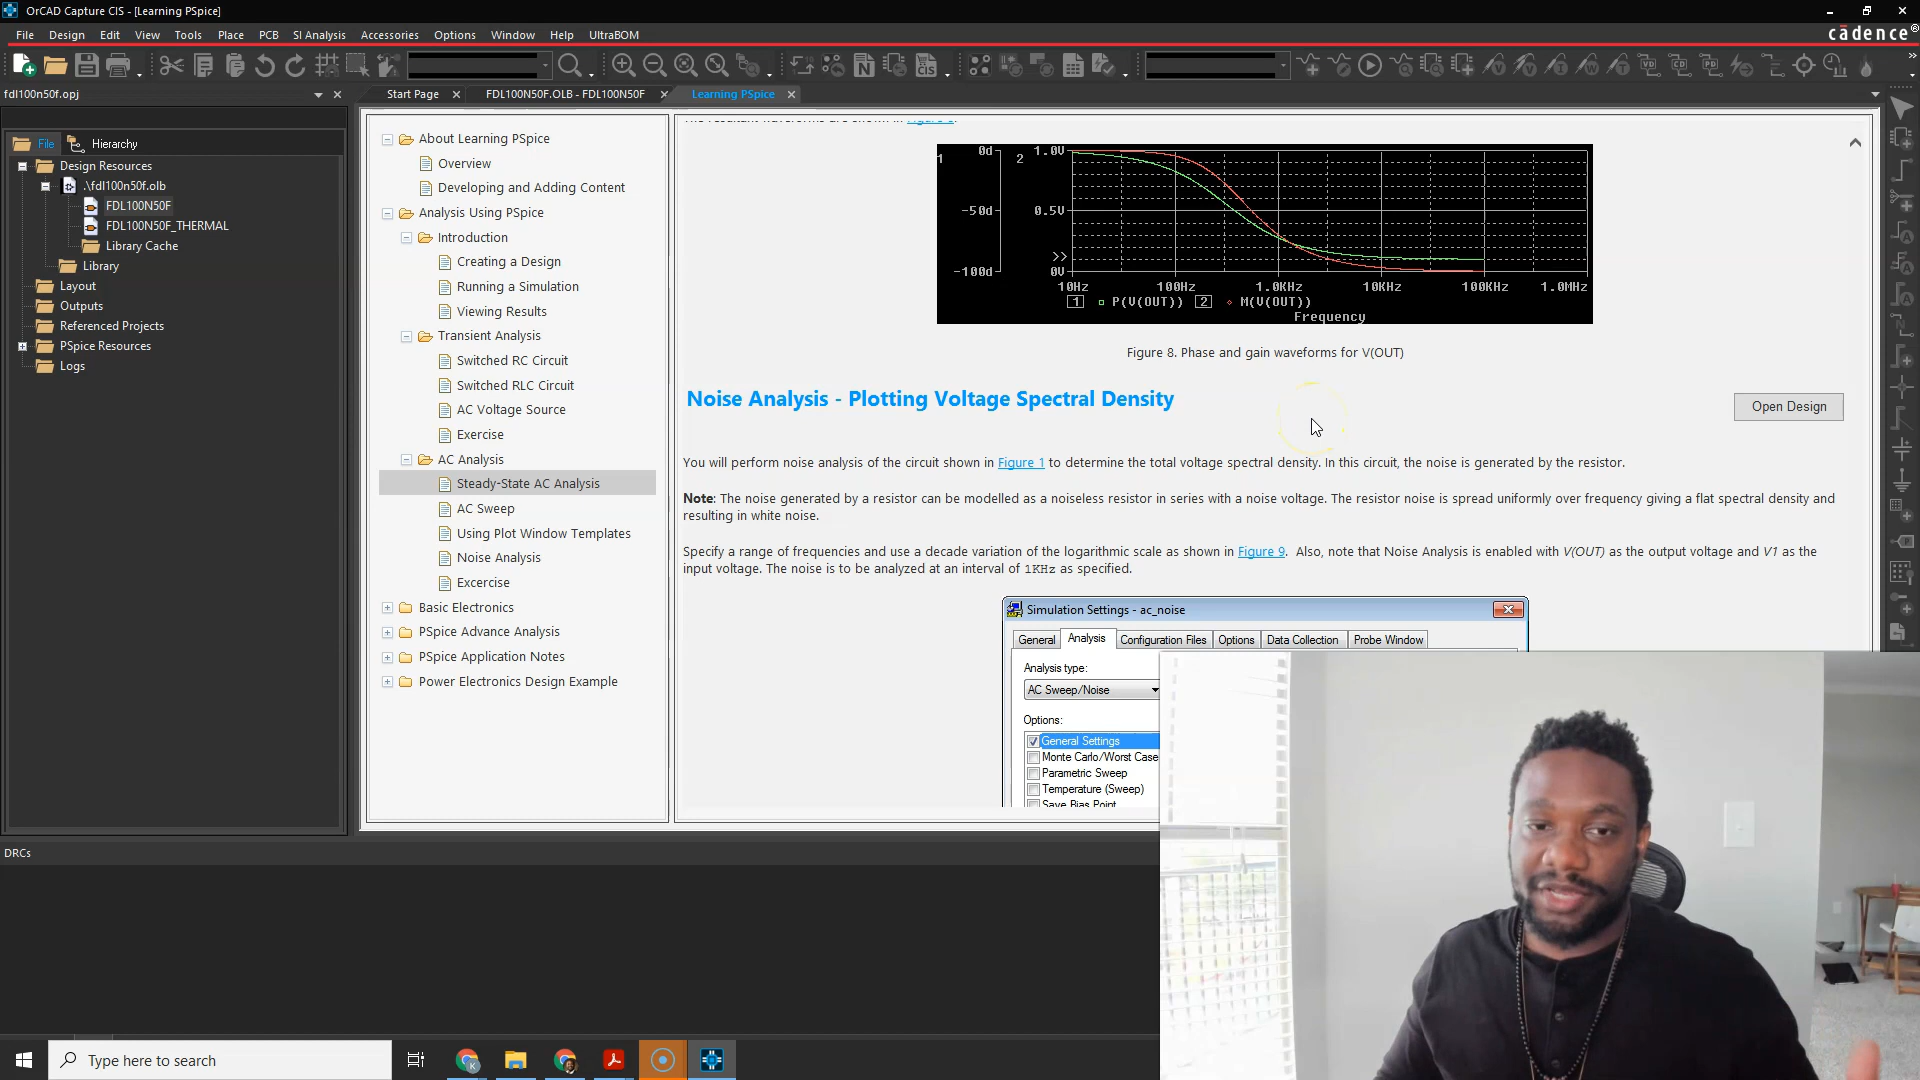 OrCAD Capture CIS - [Learning PSpice]
File Design Edit View Tools Place PCB SI Analysis Accessories Options Window Help UltraBOM
cādence®
fdl100n50f.opj
Start Page
FDL100N50F.OLB - FDL100N50F
Learning PSpice
File
Hierarchy
Design Resources
.\fdl100n50f.olb
FDL100N50F
FDL100N50F_THERMAL
Library Cache
Library
Layout
Outputs
Referenced Projects
PSpice Resources
Logs
About Learning PSpice
Overview
Developing and Adding Content
Analysis Using PSpice
Introduction
Creating a Design
Running a Simulation
Viewing Results
Transient Analysis
Switched RC Circuit
Switched RLC Circuit
AC Voltage Source
Exercise
AC Analysis
Steady-State AC Analysis
AC Sweep
Using Plot Window Templates
Noise Analysis
Excercise
Basic Electronics
PSpice Advance Analysis
PSpice Application Notes
Power Electronics Design Example
1 0d 2 1.0V
-50d 0.5V
>>
-100d 0V
10Hz 100Hz 1.0KHz 10KHz 100KHz 1.0MHz
1 P(V(OUT)) 2 M(V(OUT))
Frequency
Figure 8. Phase and gain waveforms for V(OUT)
Noise Analysis - Plotting Voltage Spectral Density
Open Design
You will perform noise analysis of the circuit shown in Figure 1 to determine the total voltage spectral density. In this circuit, the noise is generated by the resistor.
Note: The noise generated by a resistor can be modelled as a noiseless resistor in series with a noise voltage. The resistor noise is spread uniformly over frequency giving a flat spectral density and
resulting in white noise.
Specify a range of frequencies and use a decade variation of the logarithmic scale as shown in Figure 9. Also, note that Noise Analysis is enabled with V(OUT) as the output voltage and V1 as the
input voltage. The noise is to be analyzed at an interval of 1KHz as specified.
Simulation Settings - ac_noise
General Analysis Configuration Files Options Data Collection Probe Window
Analysis type:
AC Sweep/Noise
Options:
General Settings
Monte Carlo/Worst Case
Parametric Sweep
Temperature (Sweep)
Save Bias Point
DRCs
Type here to search